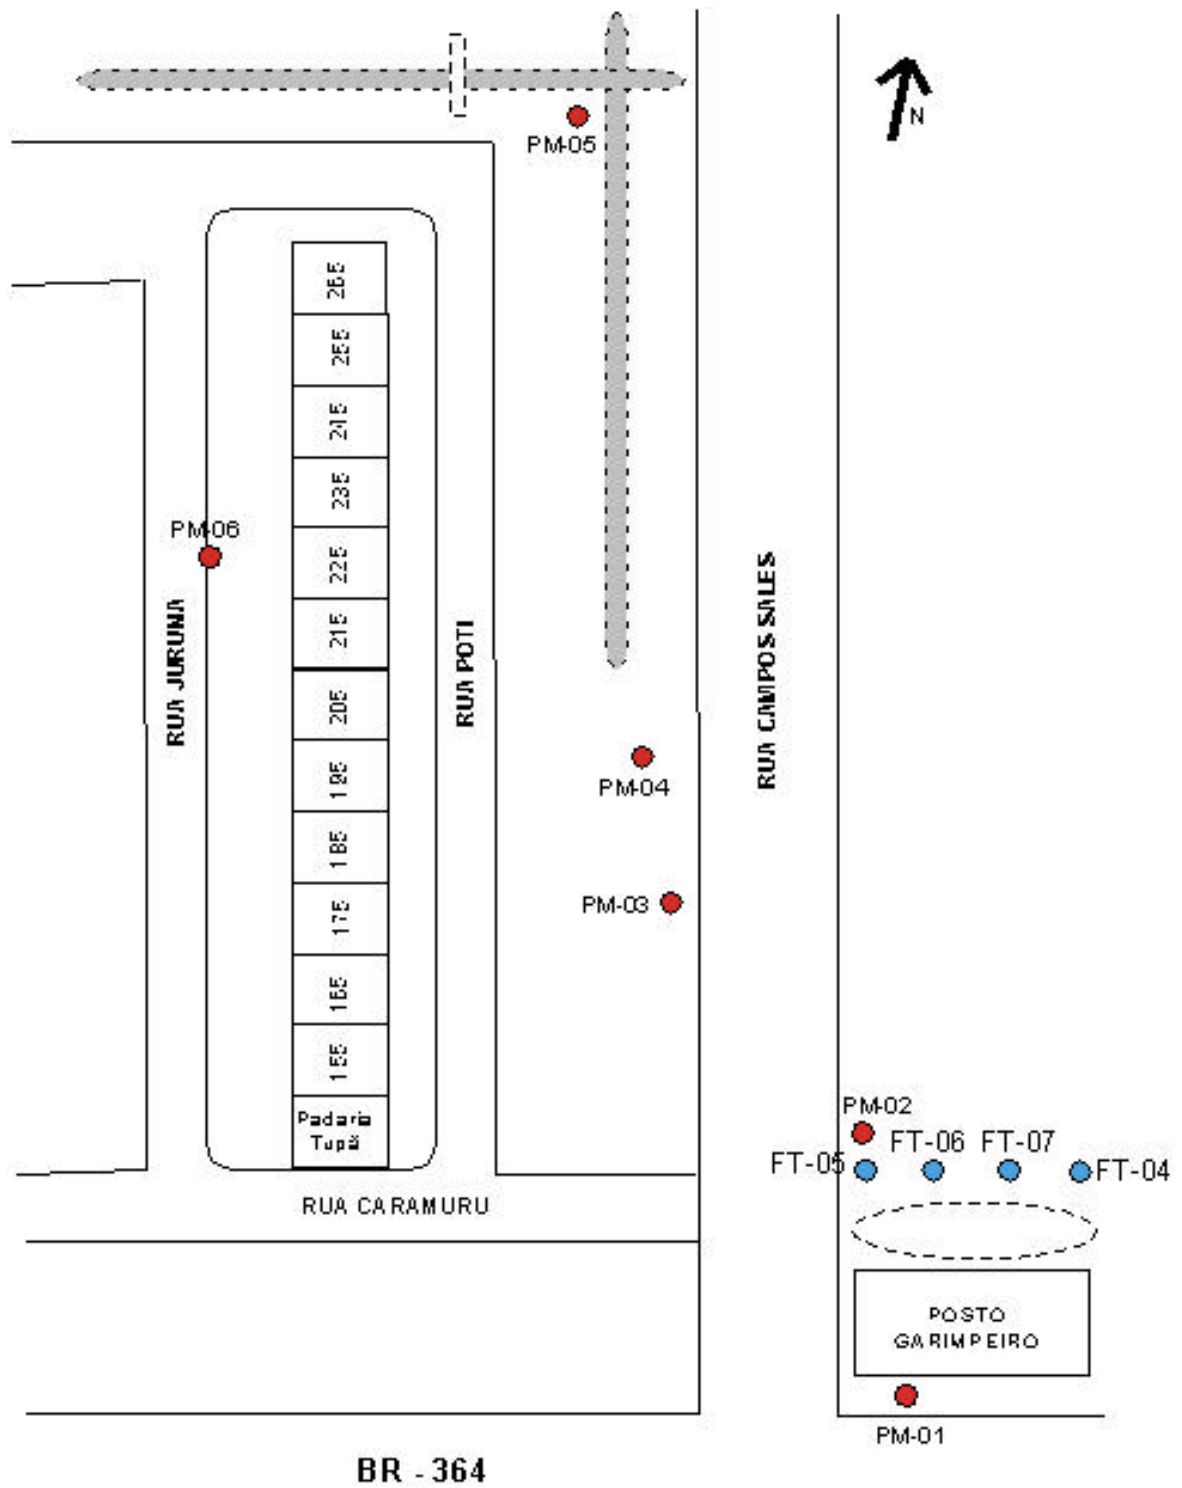 N
PM-05
265
255
245
235
225
215
205
195
185
175
165
155
Padaria
Tupã
PM-06
RUA JURUNA
RUA POTI
RUA CAMPOS SALES
PM-04
PM-03
PM-02
FT-05
FT-06
FT-07
FT-04
RUA CARAMURU
POSTO
GARIMPEIRO
PM-01
BR - 364